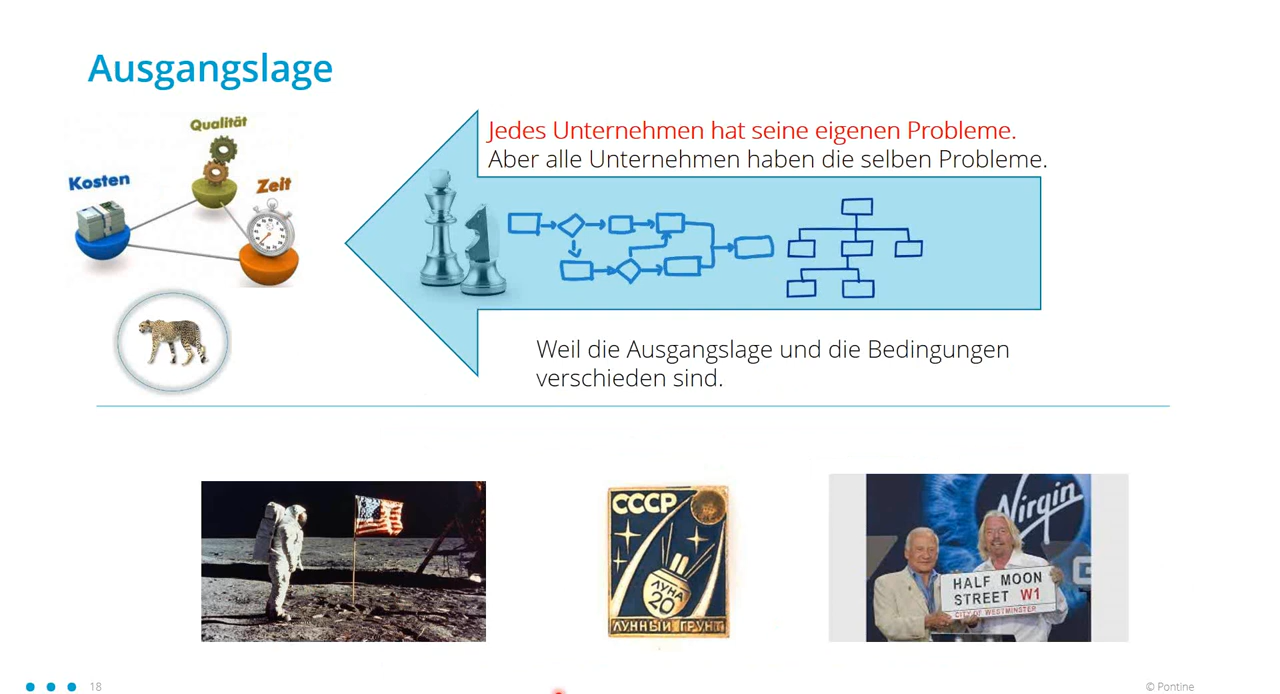 Ausgangslage
Qualität
Kosten
Zeit
Jedes Unternehmen hat seine eigenen Probleme.
Aber alle Unternehmen haben die selben Probleme.
Weil die Ausgangslage und die Bedingungen
verschieden sind.
СССР
ЛУНА
20
ЛУННЫЙ ГРУНТ
Virgin
HALF MOON
STREET W1
CITY OF WESTMINSTER
18
© Pontine